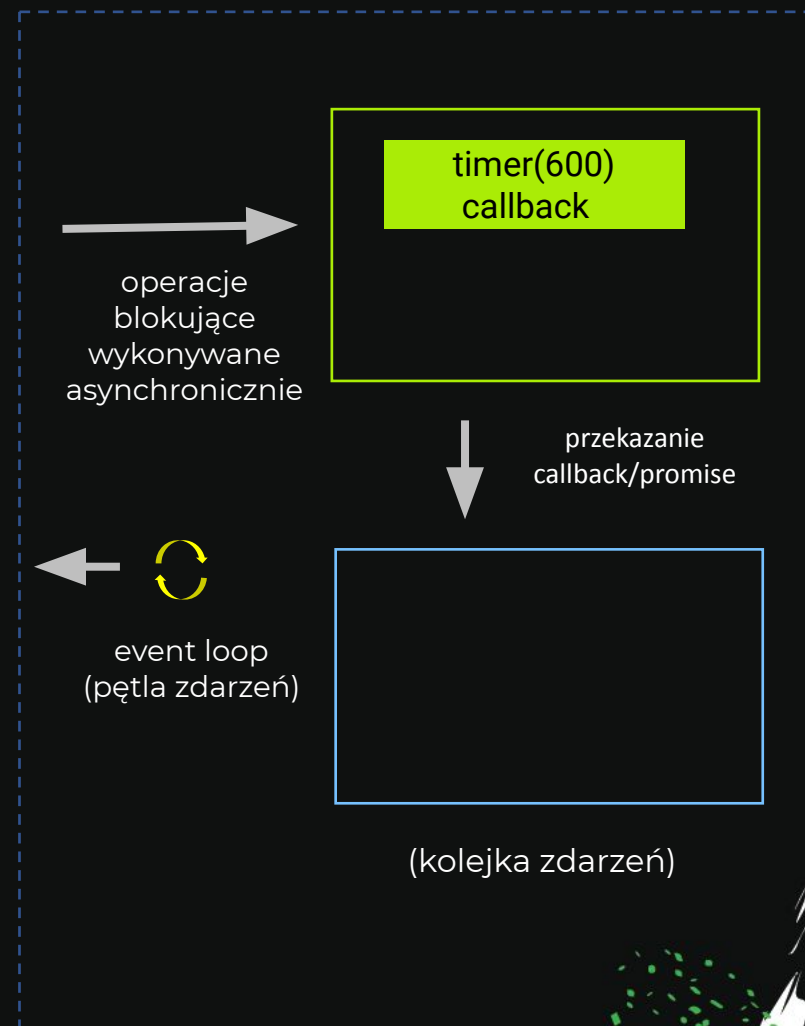 timer(600)
callback
operacje
blokujące
wykonywane
asynchronicznie
przekazanie
callback/promise
event loop
(pętla zdarzeń)
(kolejka zdarzeń)